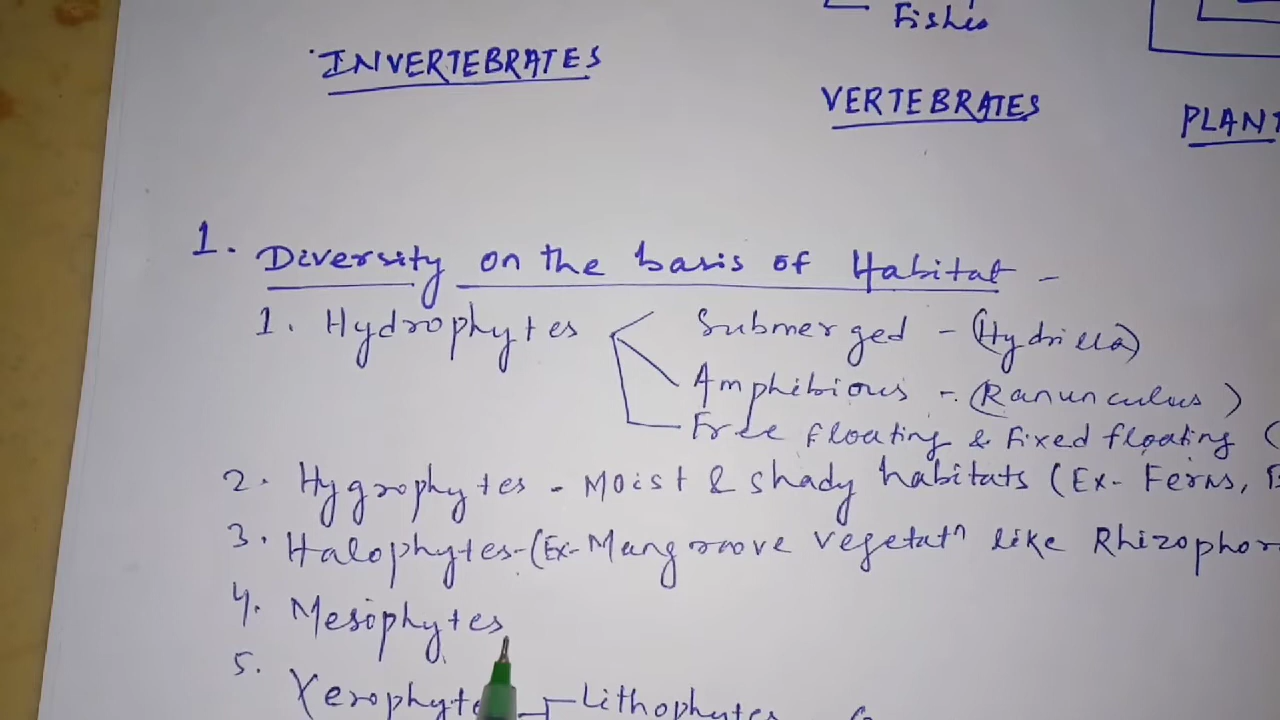 Fishes
INVERTEBRATES
VERTEBRATES
PLANT
1. Diversity on the basis of Habitat -
1. Hydrophytes
Submerged - (Hydrilla)
Amphibious - (Ranunculus)
Free floating & Fixed floating (
2. Hygrophytes - Moist & shady habitats (Ex- Ferns,
3. Halophytes - (Ex- Mangroove vegetatⁿ like Rhizophor
4. Mesophytes
5. Xerophyte
Lithophytes